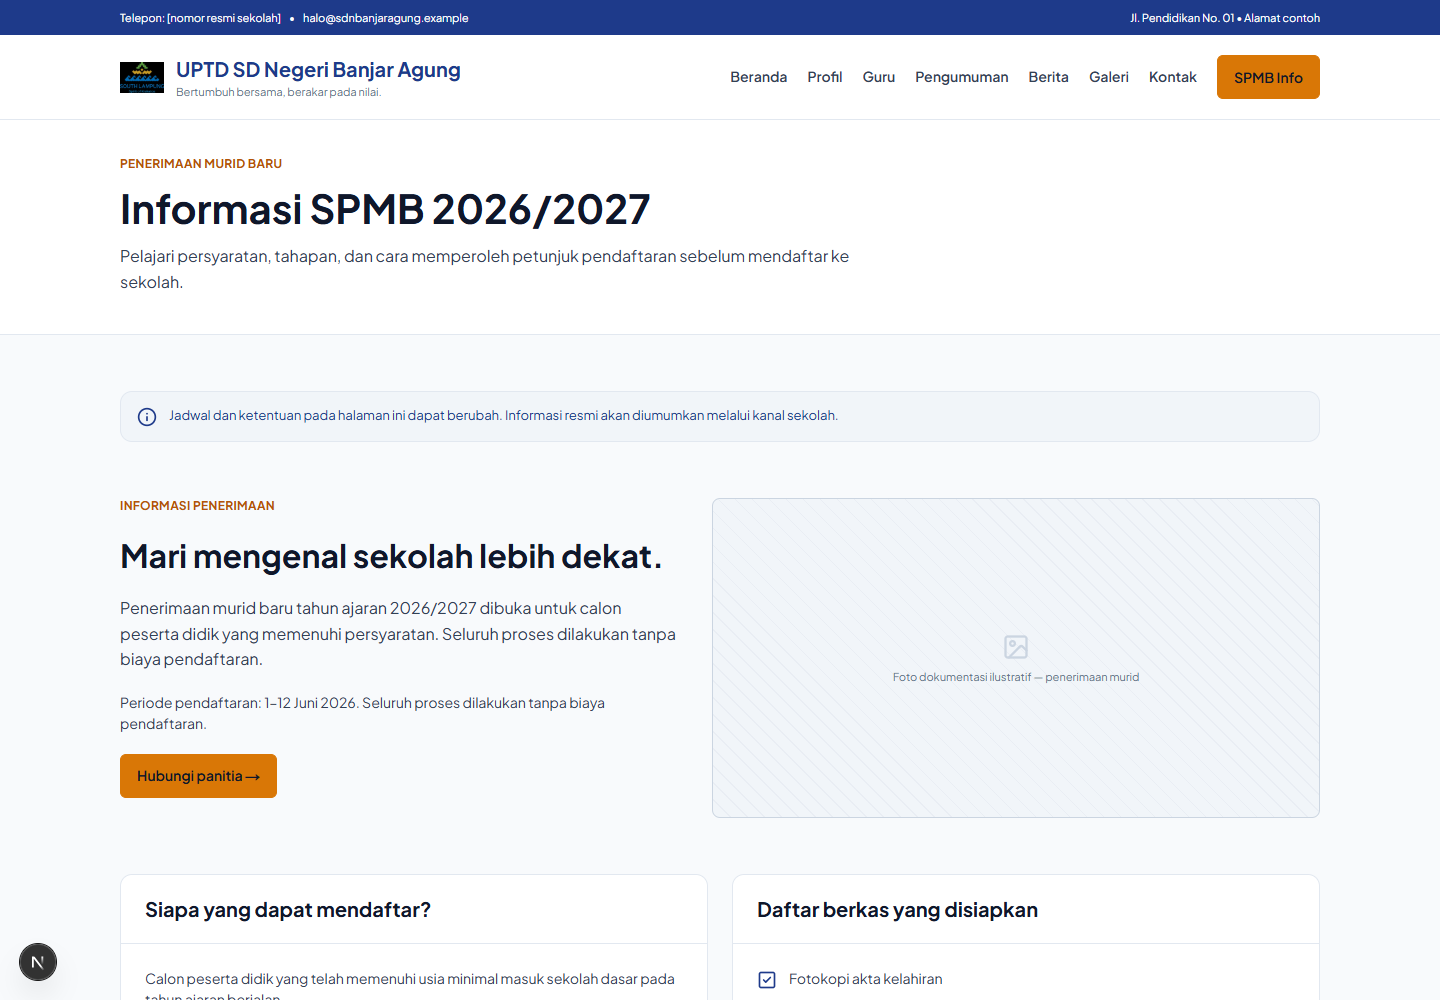 Telepon: [nomor resmi sekolah] • halo@sdnbanjaragung.example
Jl. Pendidikan No. 01 • Alamat contoh
SOUTH LAMPUNG
UPTD SD Negeri Banjar Agung
Bertumbuh bersama, berakar pada nilai.
Beranda Profil Guru Pengumuman Berita Galeri Kontak SPMB Info
PENERIMAAN MURID BARU
Informasi SPMB 2026/2027
Pelajari persyaratan, tahapan, dan cara memperoleh petunjuk pendaftaran sebelum mendaftar ke
sekolah.
Jadwal dan ketentuan pada halaman ini dapat berubah. Informasi resmi akan diumumkan melalui kanal sekolah.
INFORMASI PENERIMAAN
Mari mengenal sekolah lebih dekat.
Penerimaan murid baru tahun ajaran 2026/2027 dibuka untuk calon
peserta didik yang memenuhi persyaratan. Seluruh proses dilakukan tanpa
biaya pendaftaran.
Periode pendaftaran: 1–12 Juni 2026. Seluruh proses dilakukan tanpa biaya
pendaftaran.
Hubungi panitia →
Foto dokumentasi ilustratif — penerimaan murid
Siapa yang dapat mendaftar?
Calon peserta didik yang telah memenuhi usia minimal masuk sekolah dasar pada
tahun ajaran berjalan.
Daftar berkas yang disiapkan
Fotokopi akta kelahiran
N